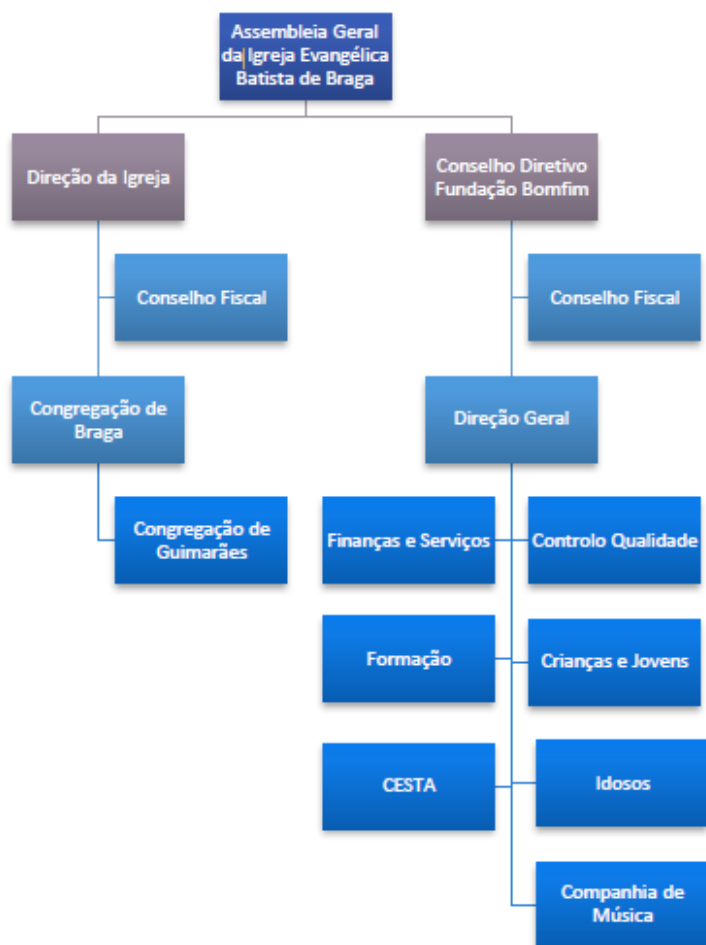 Assembleia Geral
da Igreja Evangélica
Batista de Braga
Direção da Igreja
Conselho Diretivo
Fundação Bomfim
Conselho Fiscal
Conselho Fiscal
Congregação de
Braga
Direção Geral
Congregação de
Guimarães
Finanças e Serviços
Controlo Qualidade
Formação
Crianças e Jovens
CESTA
Idosos
Companhia de
Música